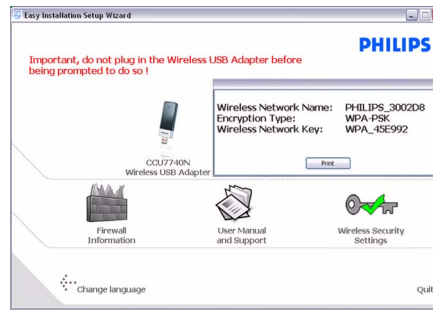 Easy Installation Setup Wizard
PHILIPS
Important, do not plug in the Wireless USB Adapter before
being prompted to do so !
Wireless Network Name: PHILIPS_3002D8
Encryption Type: WPA-PSK
Wireless Network Key: WPA_45E992
Print
CCU7740N
Wireless USB Adapter
Firewall
Information
User Manual
and Support
Wireless Security
Settings
Change language
Quit